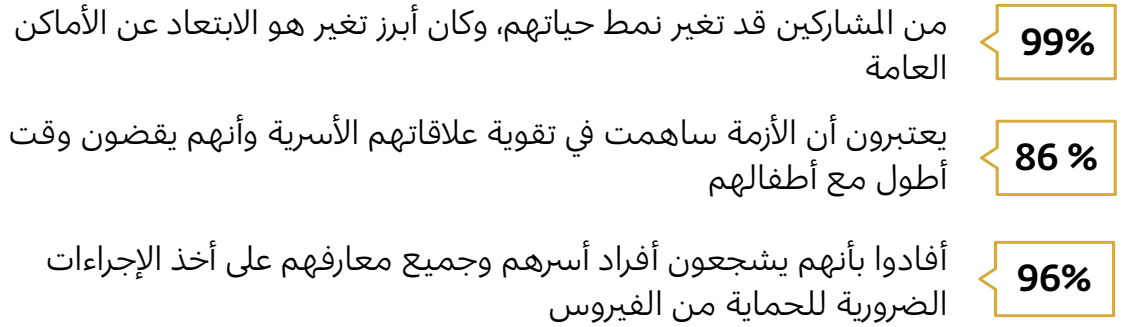 99%
من المشاركين قد تغير نمط حياتهم، وكان أبرز تغير هو الابتعاد عن الأماكن
العامة
86 %
يعتبرون أن الأزمة ساهمت في تقوية علاقاتهم الأسرية وأنهم يقضون وقت
أطول مع أطفالهم
96%
أفادوا بأنهم يشجعون أفراد أسرهم وجميع معارفهم على أخذ الإجراءات
الضرورية للحماية من الفيروس